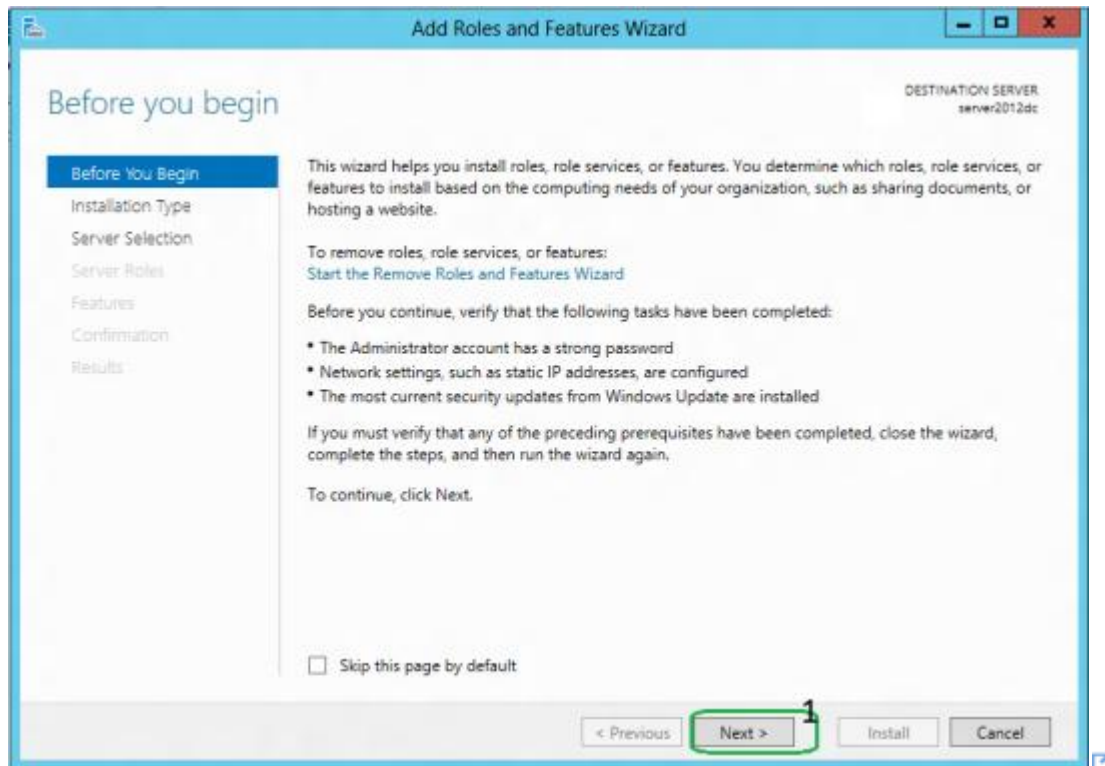 Add Roles and Features Wizard
Before you begin
DESTINATION SERVER
server2012dc
Before You Begin
Installation Type
Server Selection
Server Roles
Features
Confirmation
Results
This wizard helps you install roles, role services, or features. You determine which roles, role services, or
features to install based on the computing needs of your organization, such as sharing documents, or
hosting a website.
To remove roles, role services, or features:
Start the Remove Roles and Features Wizard
Before you continue, verify that the following tasks have been completed:
• The Administrator account has a strong password
• Network settings, such as static IP addresses, are configured
• The most current security updates from Windows Update are installed
If you must verify that any of the preceding prerequisites have been completed, close the wizard,
complete the steps, and then run the wizard again.
To continue, click Next.
Skip this page by default
1
< Previous Next > Install Cancel